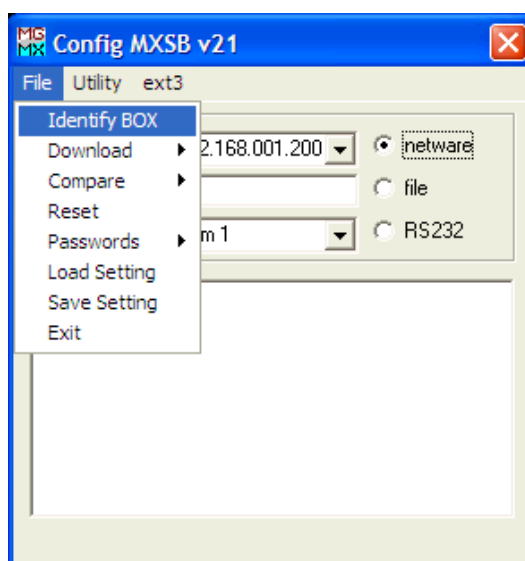 MG
MX
Config MXSB v21
File Utility ext3
Identify BOX
Download
Compare
Reset
Passwords
Load Setting
Save Setting
Exit
2.168.001.200
netware
file
m 1
RS232